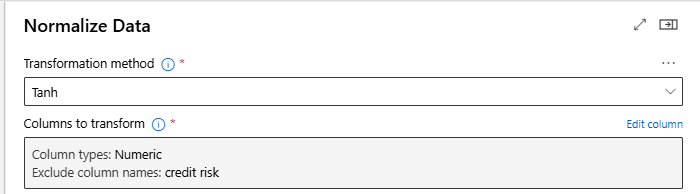 Normalize Data
Transformation method *
Tanh
Columns to transform * Edit column
Column types: Numeric
Exclude column names: credit risk